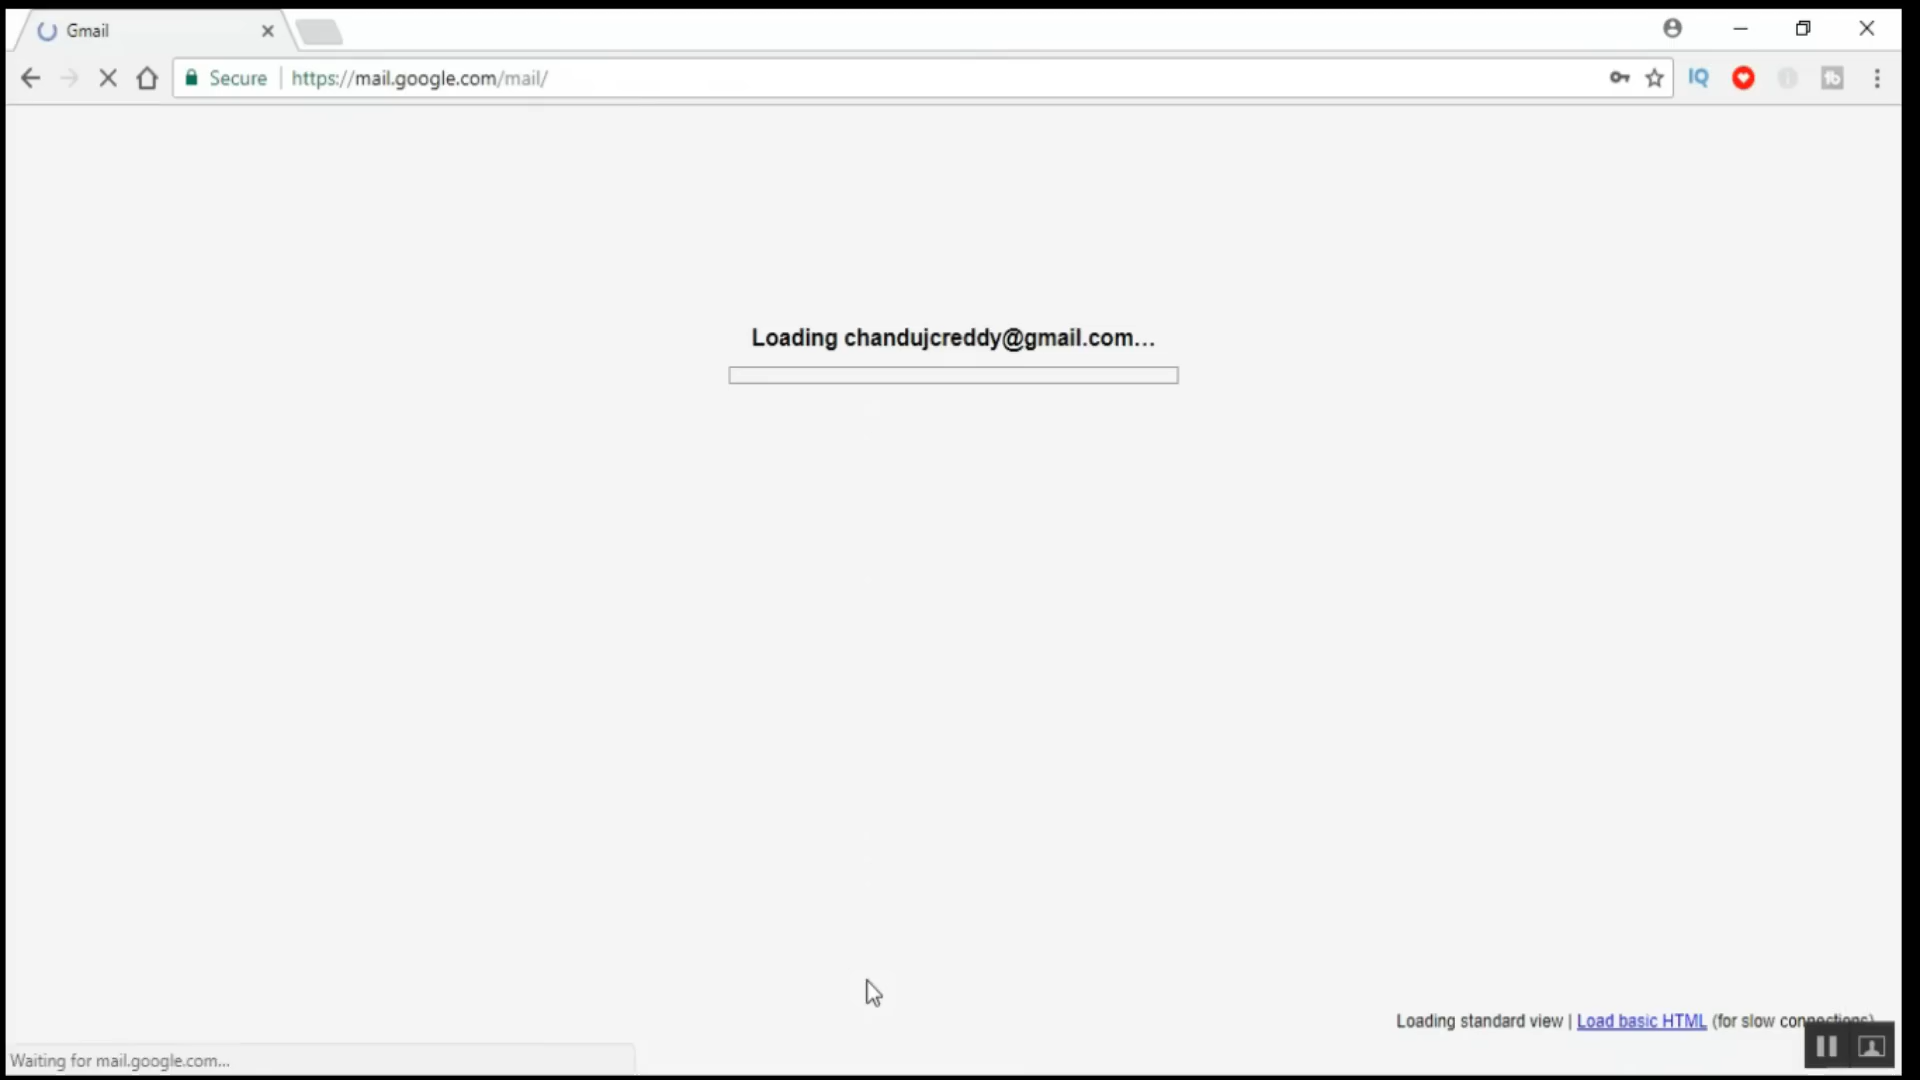 Gmail
Secure https://mail.google.com/mail/
IQ
Loading chandujcreddy@gmail.com...
Loading standard view | Load basic HTML (for slow connections)
Waiting for mail.google.com...